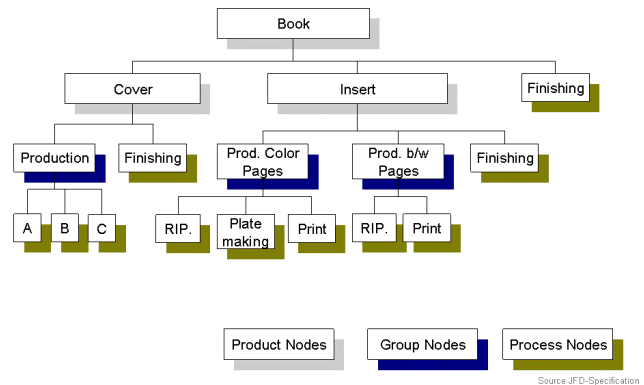 Book
Cover
Insert
Finishing
Production
Finishing
Prod. Color
Pages
Prod. b/w
Pages
Finishing
A
B
C
RIP.
Plate
making
Print
RIP.
Print
Product Nodes
Group Nodes
Process Nodes
Source JFD-Specification